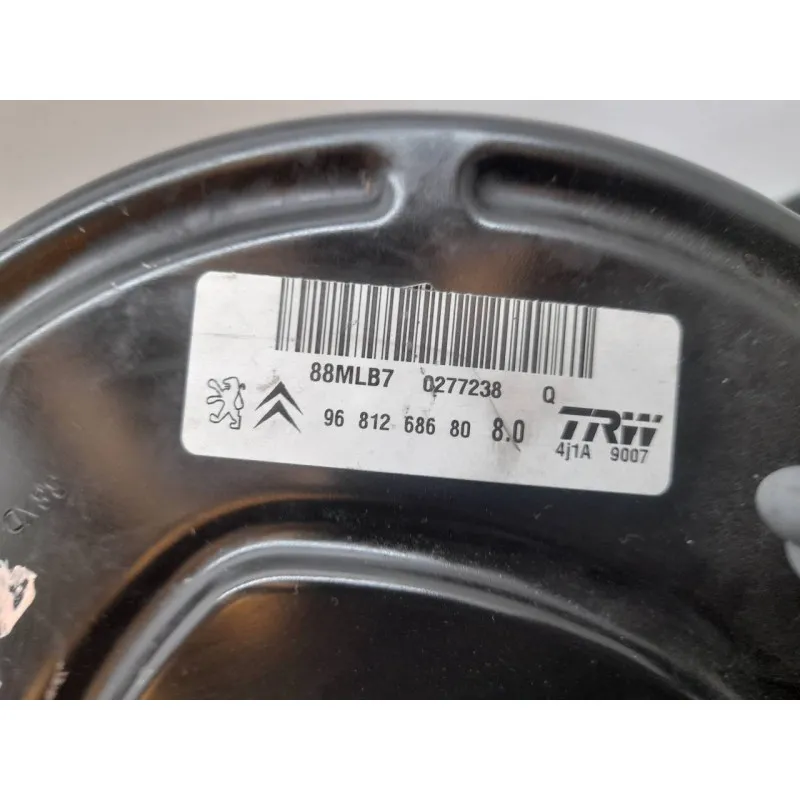 88MLB7 0277238 Q
96 812 686 80 8.0 TRW
4j1A 9007